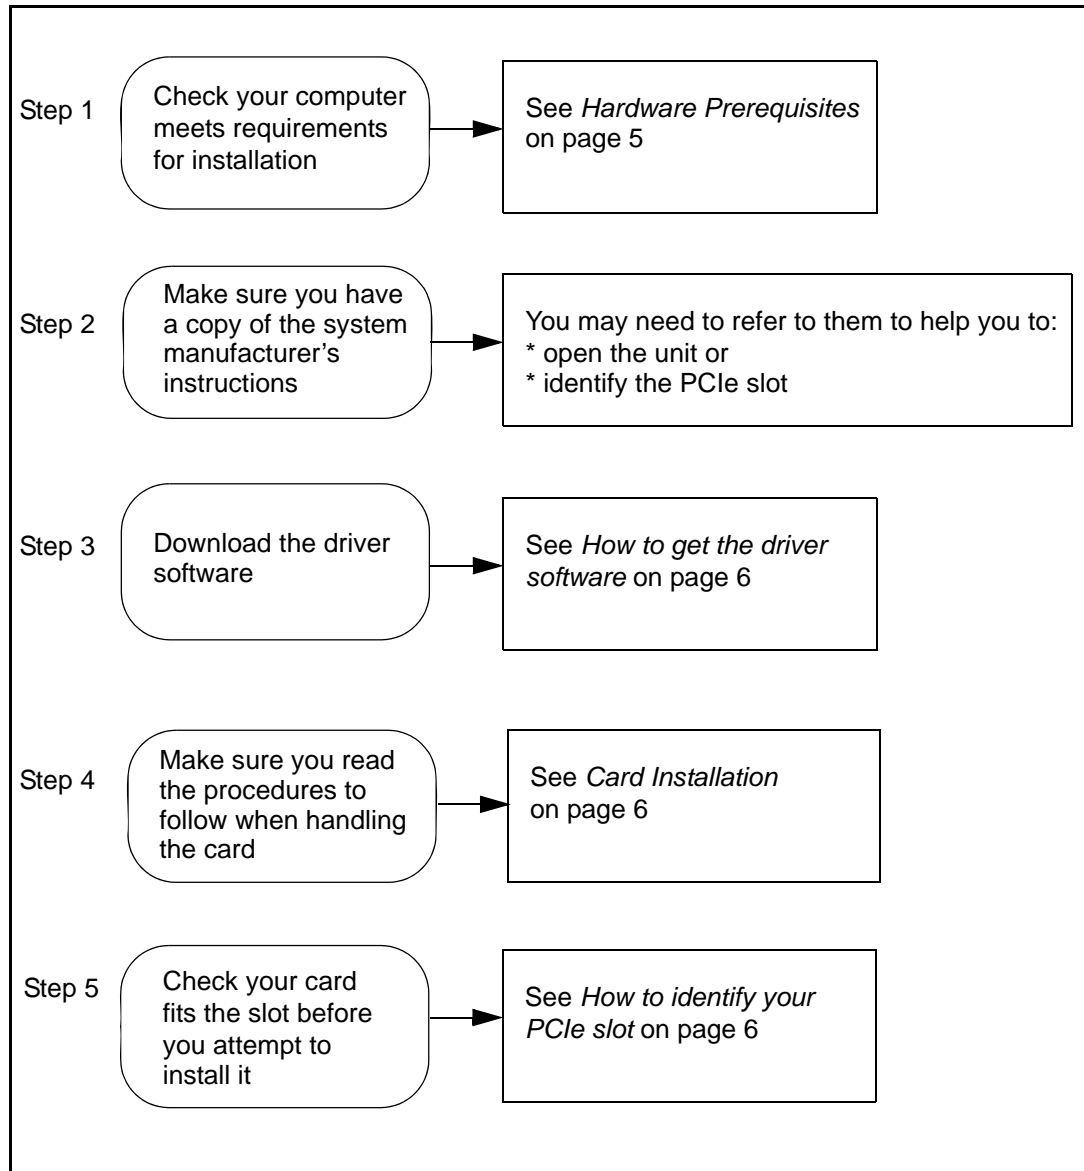 Step 1
Check your computer
meets requirements
for installation
See Hardware Prerequisites
on page 5
Step 2
Make sure you have
a copy of the system
manufacturer’s
instructions
You may need to refer to them to help you to:
* open the unit or
* identify the PCIe slot
Step 3
Download the driver
software
See How to get the driver
software on page 6
Step 4
Make sure you read
the procedures to
follow when handling
the card
See Card Installation
on page 6
Step 5
Check your card
fits the slot before
you attempt to
install it
See How to identify your
PCIe slot on page 6